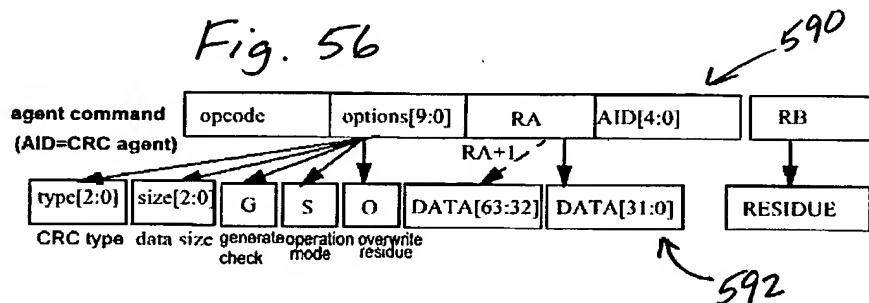 Fig. 56
590
agent command
(AID=CRC agent)
opcode
options[9:0]
RA
AID[4:0]
RB
RA+1
type[2:0]
size[2:0]
G
S
O
DATA[63:32]
DATA[31:0]
RESIDUE
CRC type
data size
generate
check
operation
mode
overwrite
residue
592